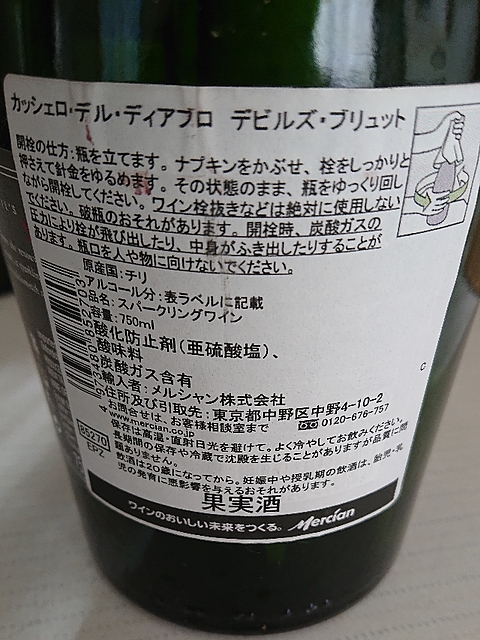 カッシェロ・デル・ディアブロ デビルズ・ブリュット
開栓の仕方:瓶を立てます。ナプキンをかぶせ、栓をしっかりと
押さえて針金をゆるめます。その状態のまま、瓶をゆっくり回し
ながら開栓してください。ワイン栓抜きなどは絶対に使用しない
でください。破瓶のおそれがあります。開栓時、炭酸ガスの
圧力により栓が飛び出したり、中身がふき出したりすることが
あります。瓶口を人や物に向けないでください。
原産国:チリ
アルコール分:表ラベルに記載
品名:スパークリングワイン
容量:750ml
酸化防止剤(亜硫酸塩)、
酸味料
炭酸ガス含有
輸入者:メルシャン株式会社
住所及び引取先:東京都中野区中野4-10-2
お問合せは、お客様相談室まで 0120-676-757
www.mercian.co.jp
保存は高温・直射日光を避けて。よく冷やしてお飲みください。
長期間の保存や冷蔵で沈殿を生じることがありますが品質に問
題ありません。
飲酒は20歳になってから。妊娠中や授乳期の飲酒は、胎児・乳
児の発育に悪影響を与えるおそれがあります。
85270
EPZ
果実酒
ワインのおいしい未来をつくる。 Mercian